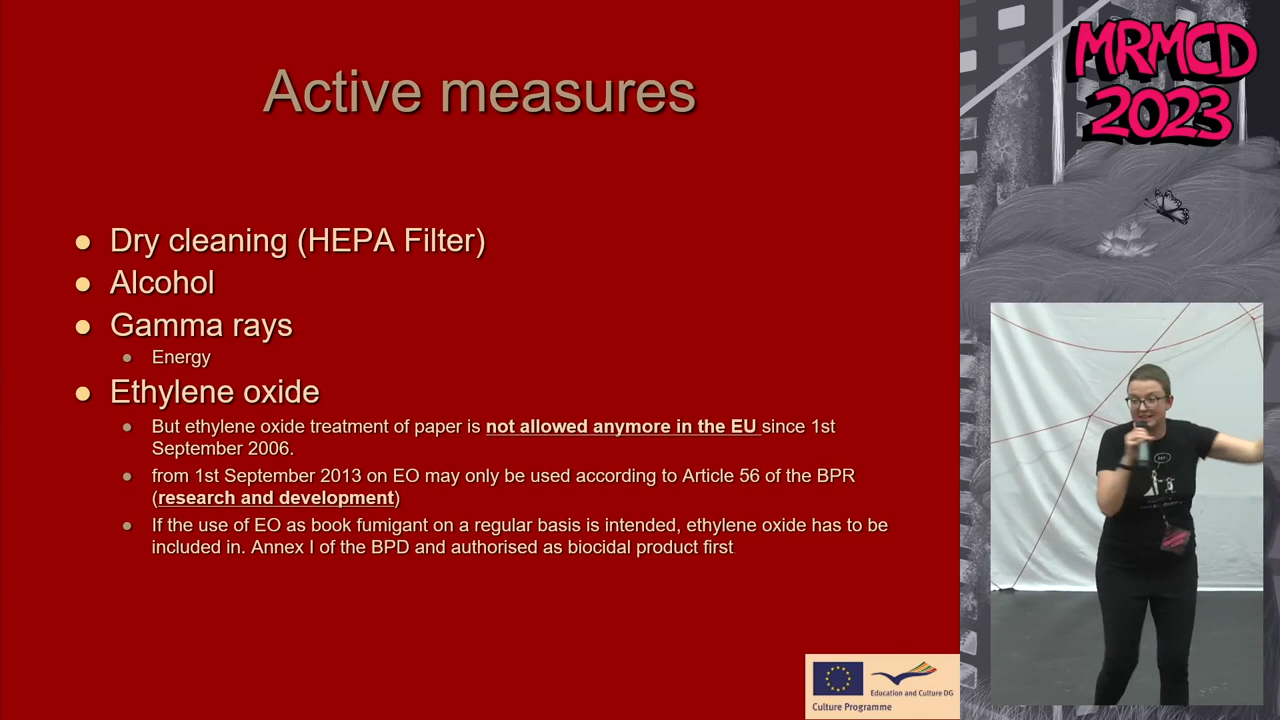 Active measures
Dry cleaning (HEPA Filter)
Alcohol
Gamma rays
Energy
Ethylene oxide
But ethylene oxide treatment of paper is not allowed anymore in the EU since 1st
September 2006.
from 1st September 2013 on EO may only be used according to Article 56 of the BPR
(research and development)
If the use of EO as book fumigant on a regular basis is intended, ethylene oxide has to be
included in. Annex I of the BPD and authorised as biocidal product first
Education and Culture DG
Culture Programme
MRMCD
2023